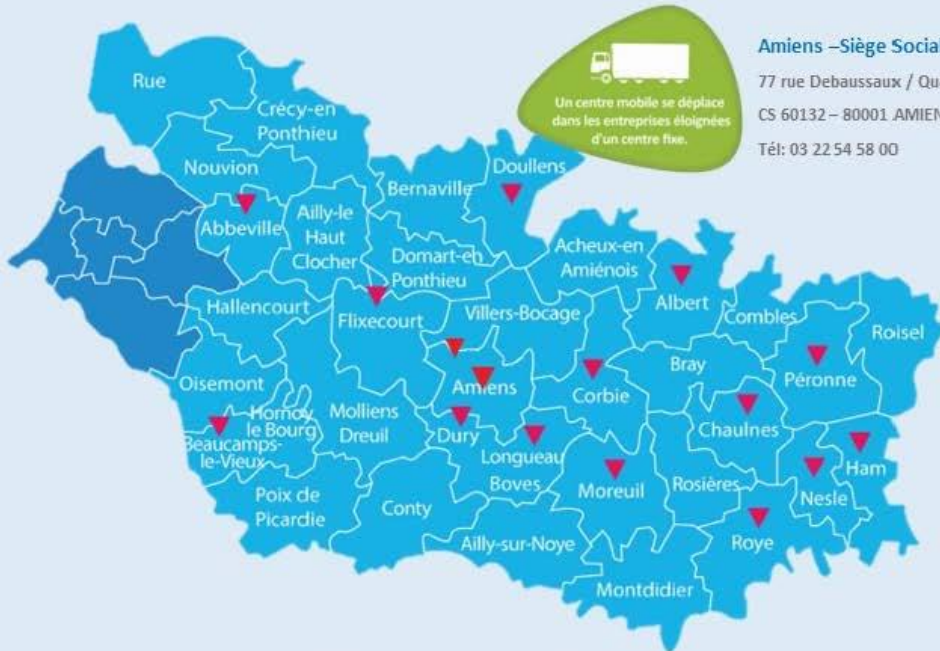 Un centre mobile se déplace
dans les entreprises éloignées
d'un centre fixe.
Amiens –Siège Social
77 rue Debaussaux / Qu
CS 60132 – 80001 AMIEN
Tél: 03 22 54 58 00
Rue
Crécy-en
Ponthieu
Nouvion
Abbeville
Ailly-le
Haut
Clocher
Bernaville
Doullens
Domart-en
Ponthieu
Acheux-en
Amiénois
Albert
Hallencourt
Flixecourt
Villers-Bocage
Combles
Roisel
Oisemont
Amiens
Corbie
Bray
Péronne
Hornoy
le Bourg
Molliens
Dreuil
Dury
Chaulnes
Beaucamps-
le-Vieux
Longueau
Boves
Moreuil
Rosières
Nesle
Ham
Poix de
Picardie
Conty
Ailly-sur-Noye
Roye
Montdidier